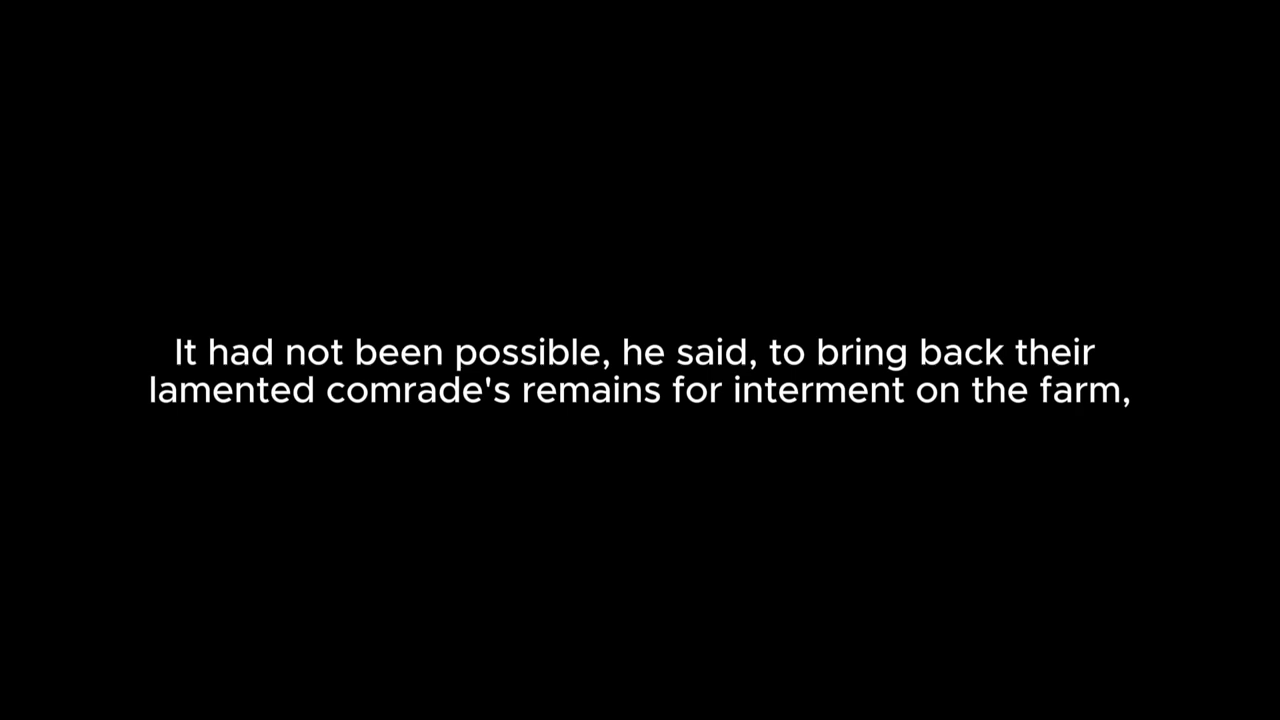 It had not been possible, he said, to bring back their
lamented comrade's remains for interment on the farm,